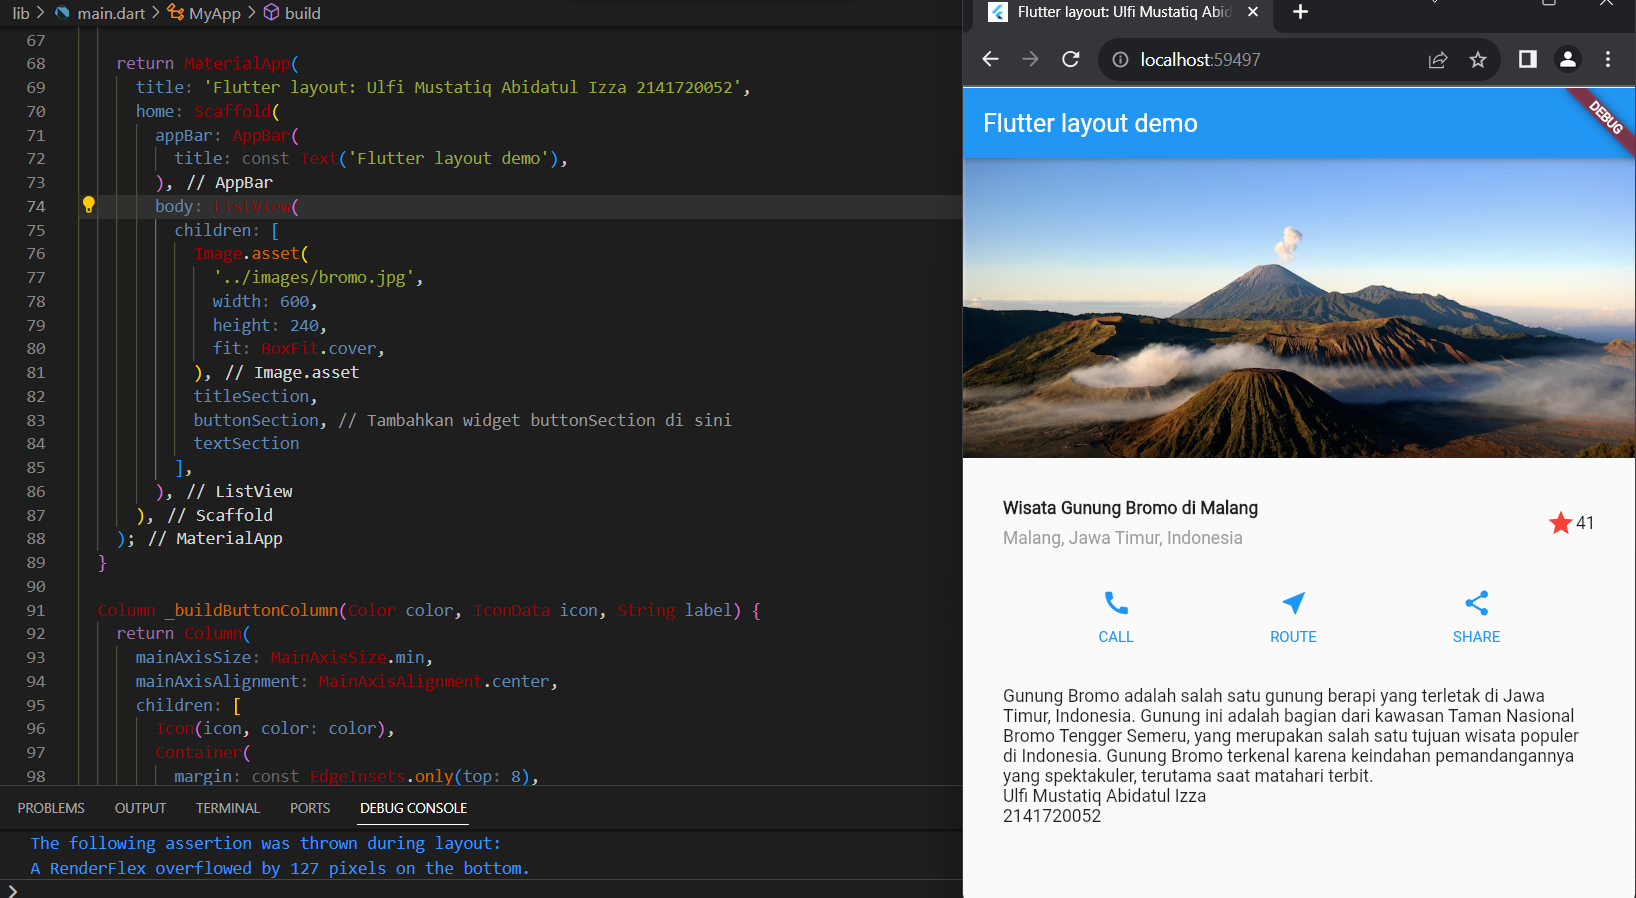 lib > main.dart > MyApp > build
67
68 return MaterialApp(
69 title: 'Flutter layout: Ulfi Mustatiq Abidatul Izza 2141720052',
70 home: Scaffold(
71 appBar: AppBar(
72 title: const Text('Flutter layout demo'),
73 ), // AppBar
74 body: ListView(
75 children: [
76 Image.asset(
77 '../images/bromo.jpg',
78 width: 600,
79 height: 240,
80 fit: BoxFit.cover,
81 ), // Image.asset
82 titleSection,
83 buttonSection, // Tambahkan widget buttonSection di sini
84 textSection
85 ],
86 ), // ListView
87 ), // Scaffold
88 ); // MaterialApp
89 }
90
91 Column _buildButtonColumn(Color color, IconData icon, String label) {
92 return Column(
93 mainAxisSize: MainAxisSize.min,
94 mainAxisAlignment: MainAxisAlignment.center,
95 children: [
96 Icon(icon, color: color),
97 Container(
98 margin: const EdgeInsets.only(top: 8),
PROBLEMS OUTPUT TERMINAL PORTS DEBUG CONSOLE
The following assertion was thrown during layout:
A RenderFlex overflowed by 127 pixels on the bottom.
>
Flutter layout: Ulfi Mustatiq Abid
localhost:59497
Flutter layout demo
DEBUG
Wisata Gunung Bromo di Malang
Malang, Jawa Timur, Indonesia
41
CALL ROUTE SHARE
Gunung Bromo adalah salah satu gunung berapi yang terletak di Jawa
Timur, Indonesia. Gunung ini adalah bagian dari kawasan Taman Nasional
Bromo Tengger Semeru, yang merupakan salah satu tujuan wisata populer
di Indonesia. Gunung Bromo terkenal karena keindahan pemandangannya
yang spektakuler, terutama saat matahari terbit.
Ulfi Mustatiq Abidatul Izza
2141720052